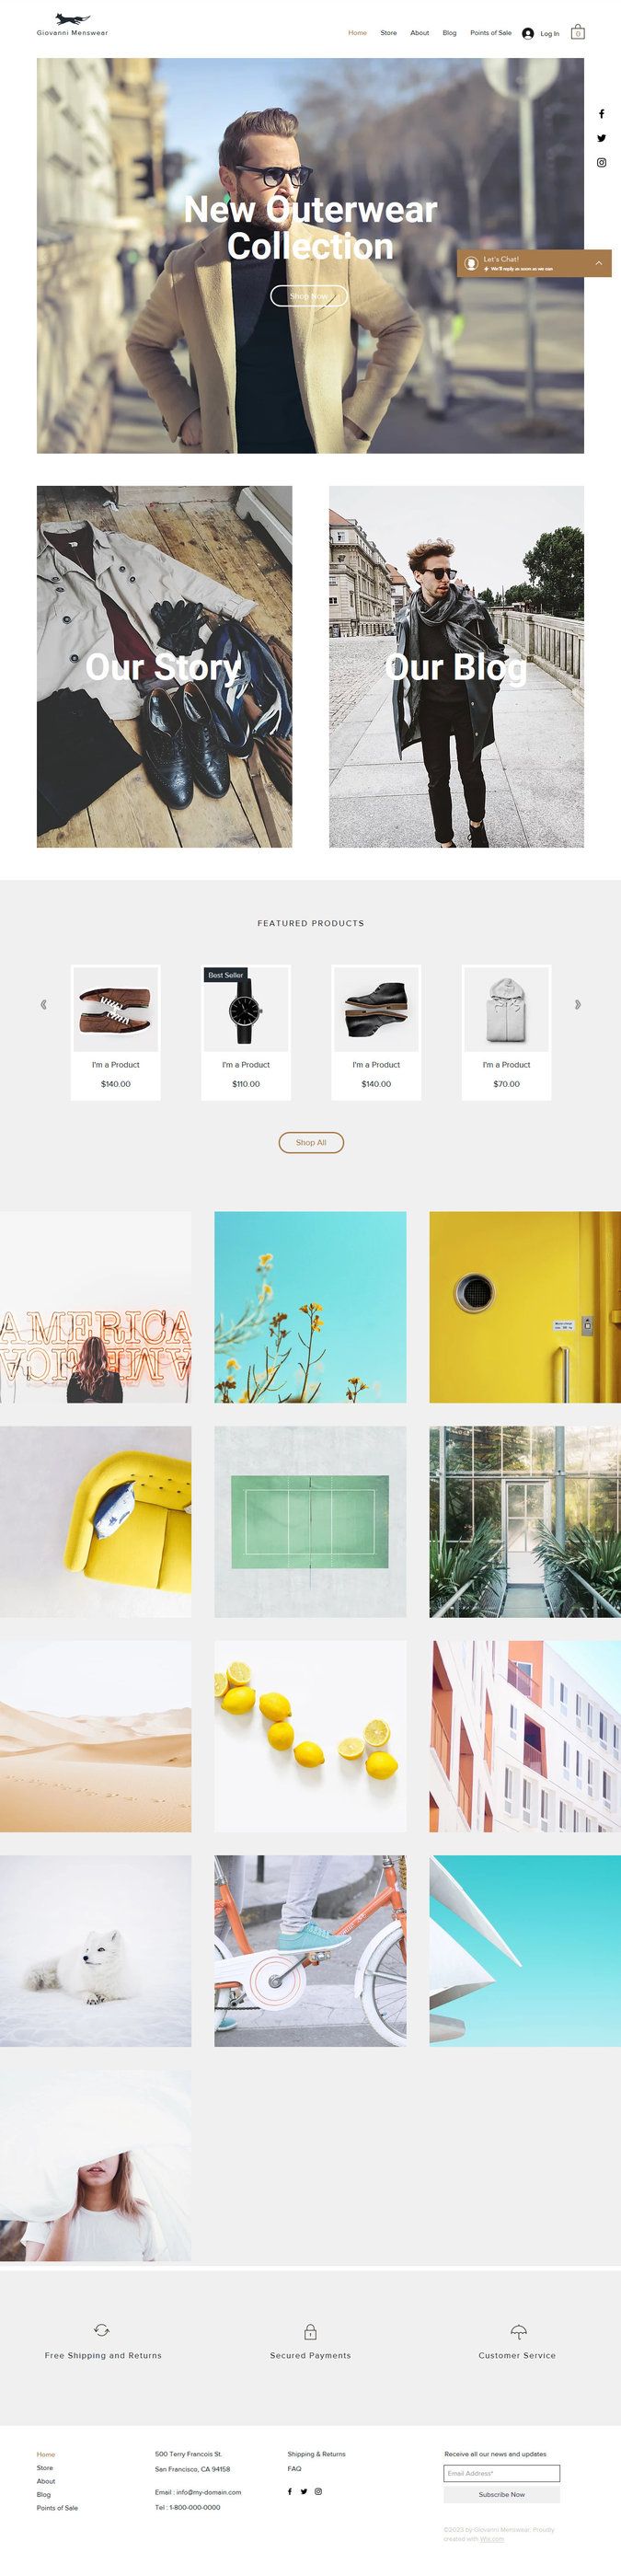 Giovanni Menswear
Home Store About Blog Points of Sale Log In 0
New Outerwear
Collection
Shop Now
Let's Chat!
We'll reply as soon as we can
Our Story
Our Blog
FEATURED PRODUCTS
Best Seller
I'm a Product
$140.00
I'm a Product
$110.00
I'm a Product
$140.00
I'm a Product
$70.00
Shop All
AMERICA
Free Shipping and Returns
Secured Payments
Customer Service
Home
Store
About
Blog
Points of Sale
500 Terry Francois St.
San Francisco, CA 94158
Email : info@my-domain.com
Tel : 1-800-000-0000
Shipping & Returns
FAQ
Receive all our news and updates
Email Address*
Subscribe Now
©2023 by Giovanni Menswear. Proudly
created with Wix.com